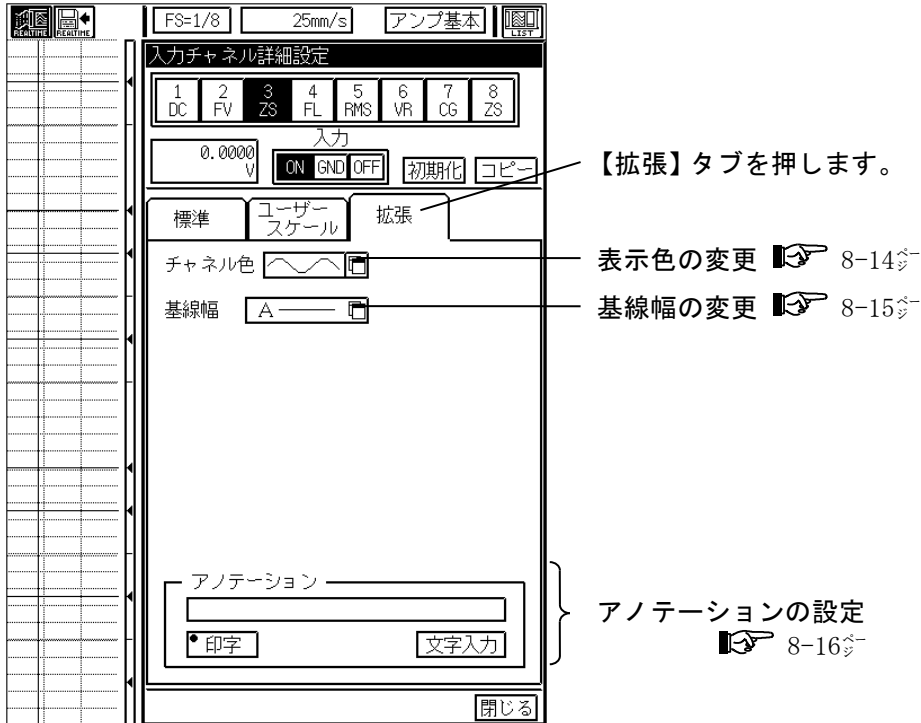 REALTIME REALTIME FS=1/8 25mm/s アンプ基本 LIST
入力チャネル詳細設定
1 2 3 4 5 6 7 8
DC FV ZS FL RMS VR CG ZS
0.0000
V
入力
ON GND OFF 初期化 コピー
【拡張】タブを押します。
標準 ユーザー
スケール 拡張
チャネル色
表示色の変更 8-14ページ
基線幅 A
基線幅の変更 8-15ページ
アノテーション
印字 文字入力
アノテーションの設定
8-16ページ
閉じる